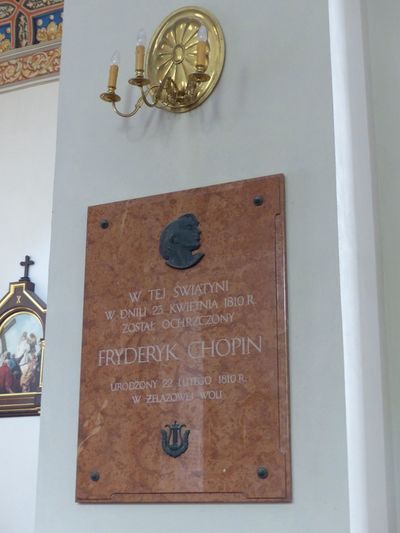 X
W TEJ ŚWIĄTYNI
W DNIU 23 KWIETNIA 1810 R.
ZOSTAŁ OCHRZCZONY
FRYDERYK CHOPIN
URODZONY 22 LUTEGO 1810 R.
W ŻELAZOWEJ WOLI